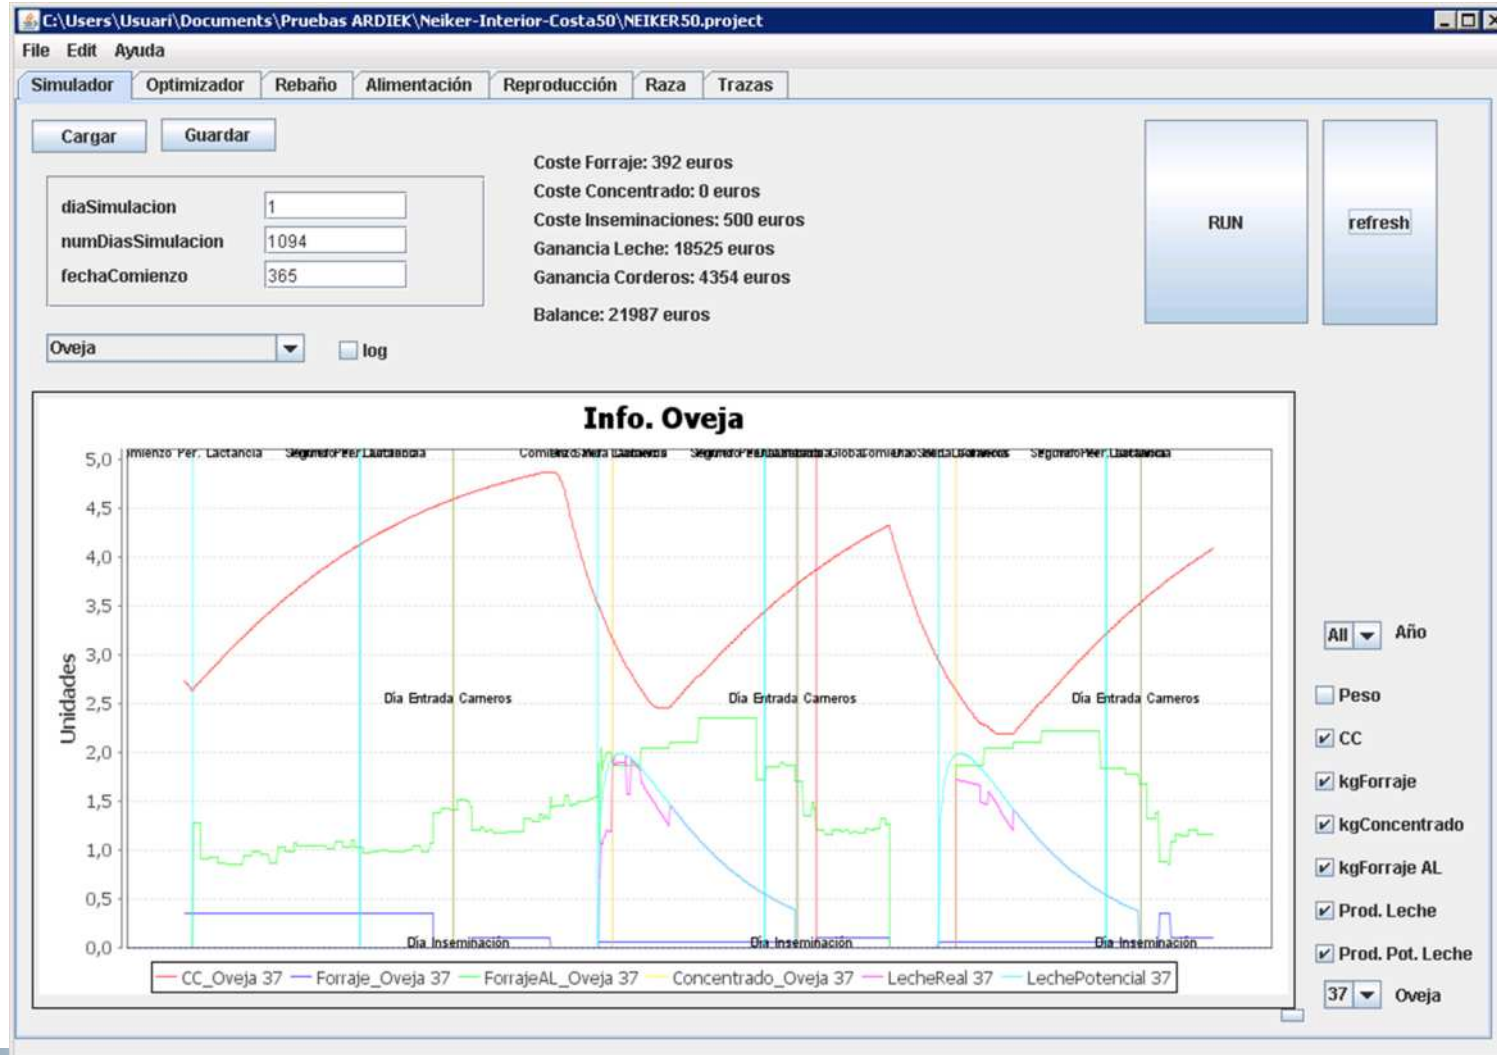 C:\Users\Usuari\Documents\Pruebas ARDIEK\Neiker-Interior-Costa50\NEIKER50.project
File Edit Ayuda
Simulador Optimizador Rebaño Alimentación Reproducción Raza Trazas
Cargar Guardar
diaSimulacion 1
numDiasSimulacion 1094
fechaComienzo 365
Coste Forraje: 392 euros
Coste Concentrado: 0 euros
Coste Inseminaciones: 500 euros
Ganancia Leche: 18525 euros
Ganancia Corderos: 4354 euros
Balance: 21987 euros
RUN
refresh
Oveja
log
Info. Oveja
Per. Lactancia
Unidades
5,0
4,5
4,0
3,5
3,0
2,5
2,0
1,5
1,0
0,5
0,0
Día Entrada Carneros Día Entrada Carneros Día Entrada Carneros
Día Inseminación Día Inseminación Día Inseminación
CC_Oveja 37 Forraje_Oveja 37 ForrajeAL_Oveja 37 Concentrado_Oveja 37 LecheReal 37 LechePotencial 37
All Año
Peso
CC
kgForraje
kgConcentrado
kgForraje AL
Prod. Leche
Prod. Pot. Leche
37 Oveja